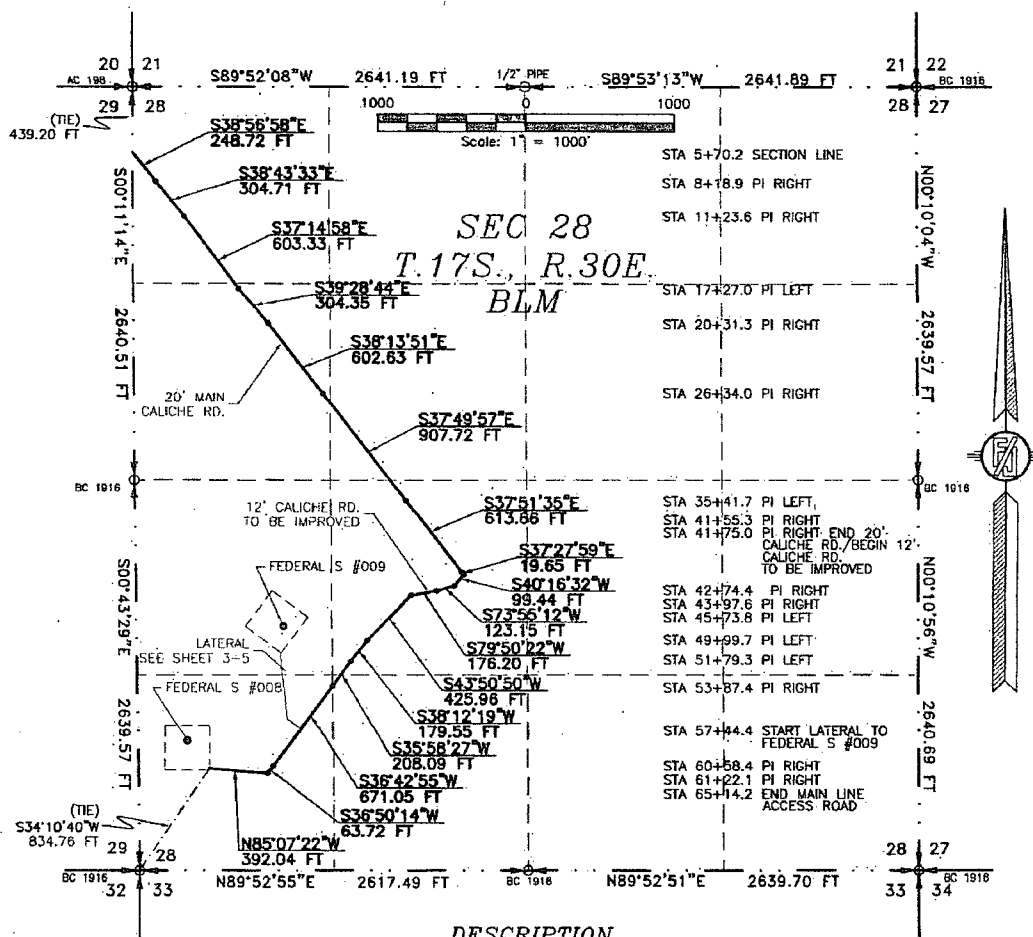 20 21
S89°52'08"W 2641.19 FT
1/2" PIPE
S89°53'13"W 2641.89 FT
21 22
AC 198
BC 1916
29 28
28 27
(TIE)
439.20 FT
1000 0 1000
Scale: 1" = 1000'
S38°56'58"E
248.72 FT
S38°43'33"E
304.71 FT
S37°14'58"E
603.33 FT
S39°28'44"E
304.35 FT
S38°13'51"E
602.63 FT
S37°49'57"E
907.72 FT
S37°51'35"E
613.66 FT
S37°27'59"E
19.65 FT
S40°16'32"W
99.44 FT
S73°55'12"W
123.15 FT
S79°50'22"W
176.20 FT
S43°50'50"W
425.96 FT
S38°12'19"W
179.55 FT
S35°58'27"W
208.09 FT
S36°42'55"W
671.05 FT
S36°50'14"W
63.72 FT
N85°07'22"W
392.04 FT
SEC 28
T.17S., R.30E.
BLM
S00°11'14"E
2640.51 FT
N00°10'04"W
2639.57 FT
20' MAIN
CALICHE RD.
BC 1916
BC 1916
12' CALICHE RD.
TO BE IMPROVED
FEDERAL S #009
LATERAL
SEE SHEET 3-5
FEDERAL S #008
S00°43'29"E
2639.57 FT
N00°10'56"W
2640.69 FT
(TIE)
S34°10'40"W
834.76 FT
STA 5+70.2 SECTION LINE
STA 8+18.9 PI RIGHT
STA 11+23.6 PI RIGHT
STA 17+27.0 PI LEFT
STA 20+31.3 PI RIGHT
STA 26+34.0 PI RIGHT
STA 35+41.7 PI LEFT
STA 41+55.3 PI RIGHT
STA 41+75.0 PI RIGHT END 20'
CALICHE RD./BEGIN 12'
CALICHE RD.
TO BE IMPROVED
STA 42+74.4 PI RIGHT
STA 43+97.6 PI RIGHT
STA 45+73.8 PI LEFT
STA 49+99.7 PI LEFT
STA 51+79.3 PI LEFT
STA 53+87.4 PI RIGHT
STA 57+44.4 START LATERAL TO
FEDERAL S #009
STA 60+58.4 PI RIGHT
STA 61+22.1 PI RIGHT
STA 65+14.2 END MAIN LINE
ACCESS ROAD
29 28
28 27
BC 1916
32 33
N89°52'55"E 2617.49 FT
BC 1916
N89°52'51"E 2639.70 FT
BC 1916
33 34
DESCRIPTION